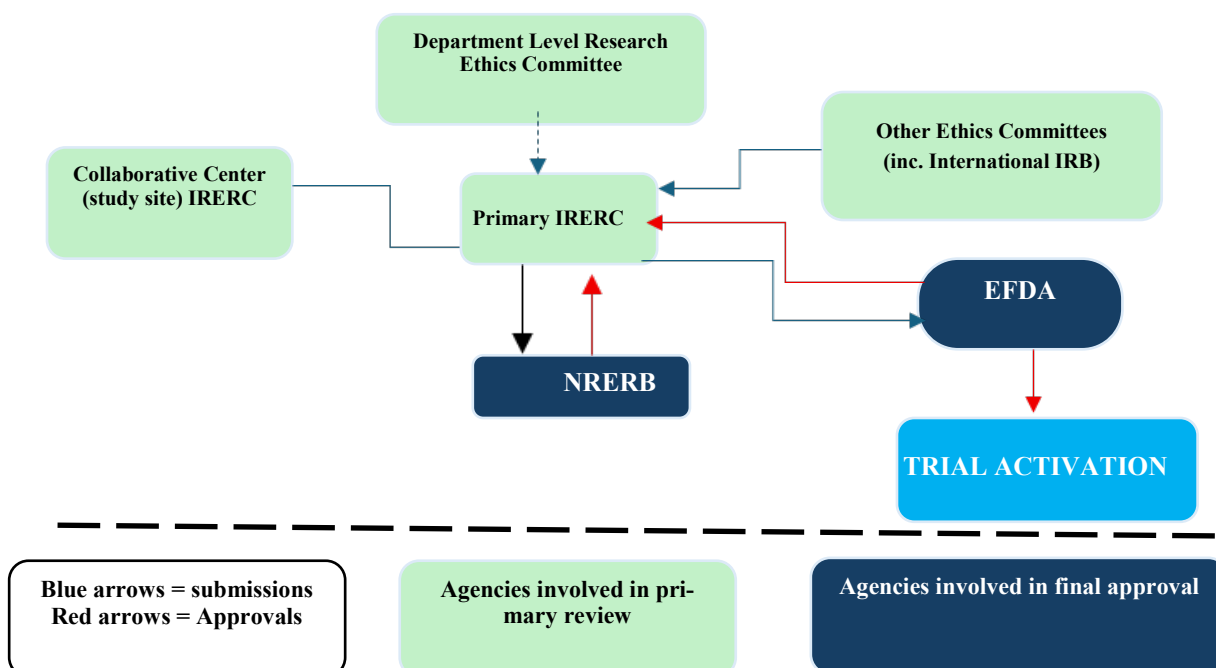 Department Level Research
Ethics Committee
Other Ethics Committees
(inc. International IRB)
Collaborative Center
(study site) IRERC
Primary IRERC
EFDA
NRERB
TRIAL ACTIVATION
Blue arrows = submissions
Red arrows = Approvals
Agencies involved in pri-
mary review
Agencies involved in final approval